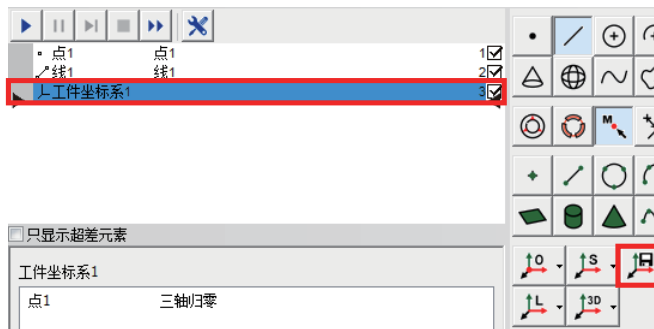 点1 点1 1
线1 线1 2
工件坐标系1 3
只显示超差元素
工件坐标系1
点1 三轴归零
M
O S
L 3D